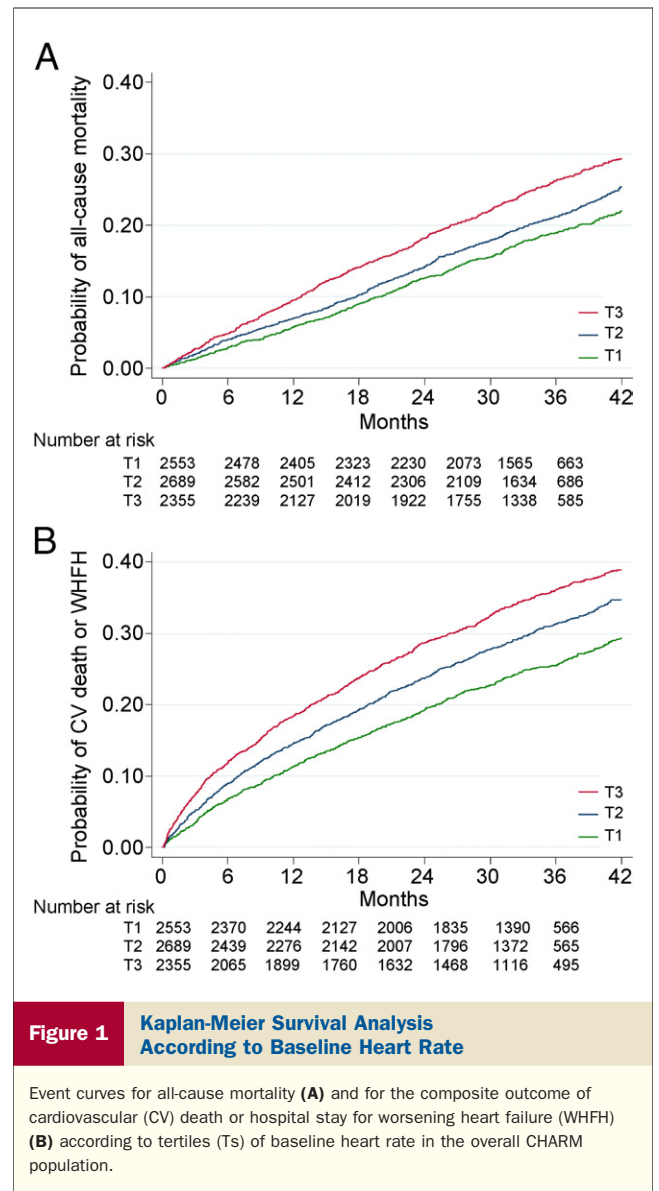 A
Probability of all-cause mortality
0.40
0.30
0.20
0.10
0.00
T3
T2
T1
0 6 12 18 24 30 36 42
Months
Number at risk
T1 2553 2478 2405 2323 2230 2073 1565 663
T2 2689 2582 2501 2412 2306 2109 1634 686
T3 2355 2239 2127 2019 1922 1755 1338 585
B
Probability of CV death or WHFH
0.40
0.30
0.20
0.10
0.00
T3
T2
T1
0 6 12 18 24 30 36 42
Months
Number at risk
T1 2553 2370 2244 2127 2006 1835 1390 566
T2 2689 2439 2276 2142 2007 1796 1372 565
T3 2355 2065 1899 1760 1632 1468 1116 495
Figure 1
Kaplan-Meier Survival Analysis
According to Baseline Heart Rate
Event curves for all-cause mortality (A) and for the composite outcome of
cardiovascular (CV) death or hospital stay for worsening heart failure (WHFH)
(B) according to tertiles (Ts) of baseline heart rate in the overall CHARM
population.